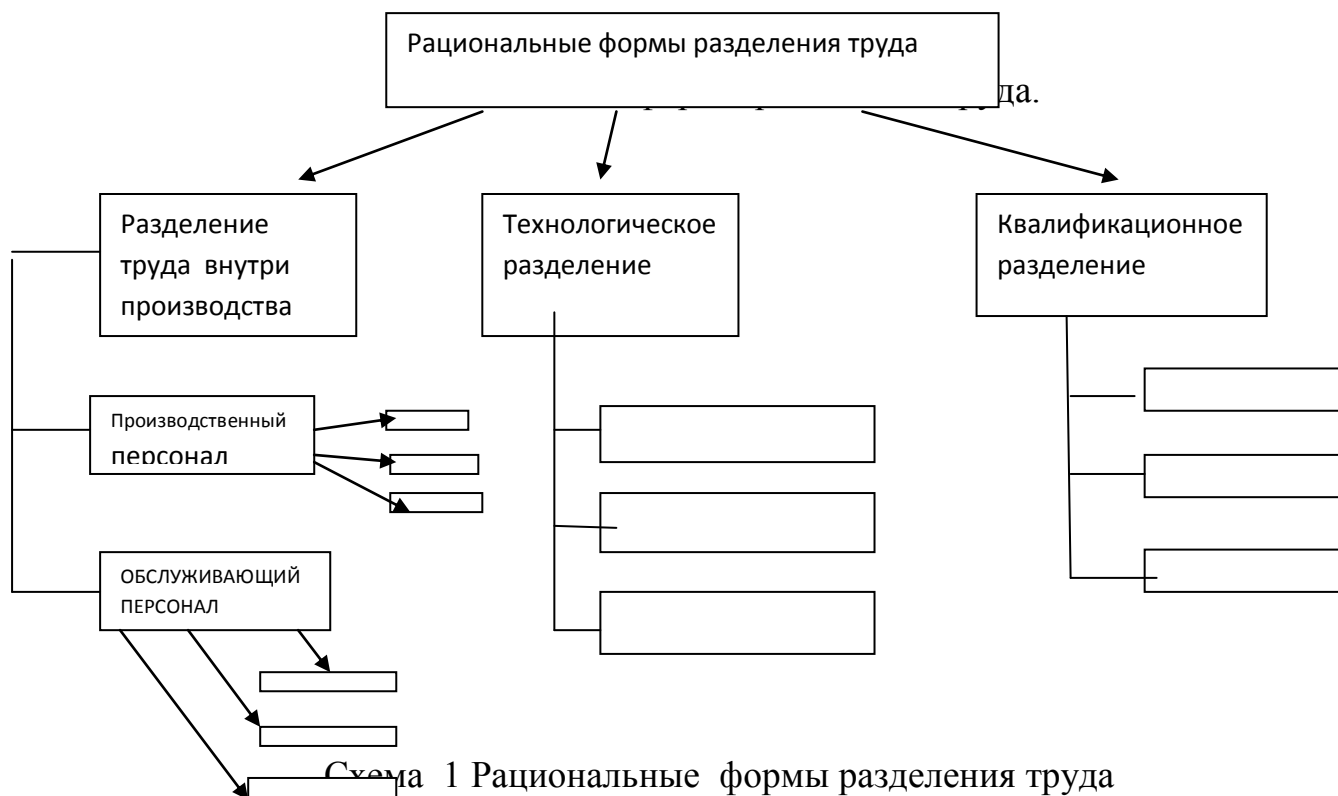 Рациональные формы разделения труда
труда.
Разделение
труда внутри
производства
Технологическое
разделение
Квалификационное
разделение
Производственный
персонал
ОБСЛУЖИВАЮЩИЙ
ПЕРСОНАЛ
Схема 1 Рациональные формы разделения труда